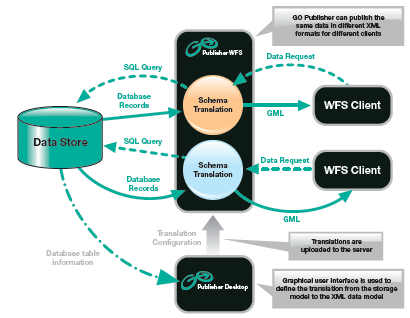 GO Publisher can publish the
same data in different XML
formats for different clients
Publisher WFS
SQL Query
Data Request
Database
Records
Schema
Translation
GML
WFS Client
Data Store
SQL Query
Schema
Translation
Data Request
WFS Client
Database
Records
GML
Translation
Configuration
Translations are
uploaded to the server
Database table
information
Publisher Desktop
Graphical user interface is used to
define the translation from the storage
model to the XML data model